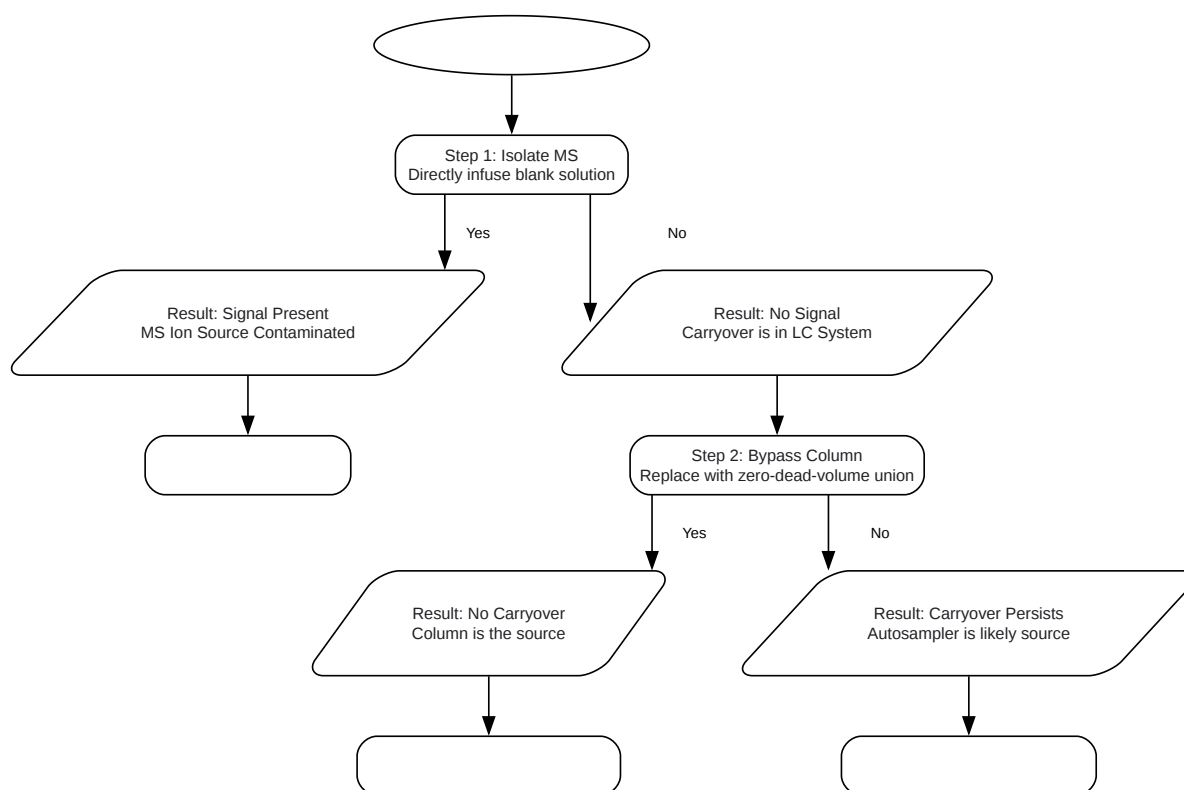 Step 1: Isolate MS
Directly infuse blank solution
Yes
No
Result: Signal Present
MS Ion Source Contaminated
Result: No Signal
Carryover is in LC System
Step 2: Bypass Column
Replace with zero-dead-volume union
Yes
No
Result: No Carryover
Column is the source
Result: Carryover Persists
Autosampler is likely source